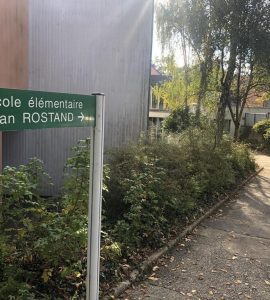 cole élémentaire
an ROSTAND →